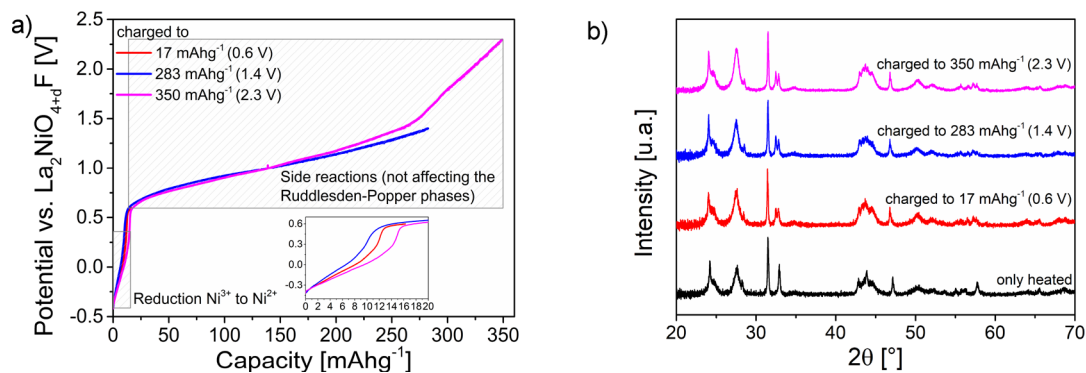 a)
charged to
17 mAhg⁻¹ (0.6 V)
283 mAhg⁻¹ (1.4 V)
350 mAhg⁻¹ (2.3 V)
Side reactions (not affecting the
Ruddlesden-Popper phases)
Reduction Ni³⁺ to Ni²⁺
Potential vs. La₂NiO₄₊dF [V]
2.5
2.0
1.5
1.0
0.5
0.0
-0.5
0 50 100 150 200 250 300 350
Capacity [mAhg⁻¹]
0.6
0.3
0.0
-0.3
0 2 4 6 8 10 12 14 16 18 20
b)
charged to 350 mAhg⁻¹ (2.3 V)
charged to 283 mAhg⁻¹ (1.4 V)
charged to 17 mAhg⁻¹ (0.6 V)
only heated
Intensity [u.a.]
20 30 40 50 60 70
2θ [°]